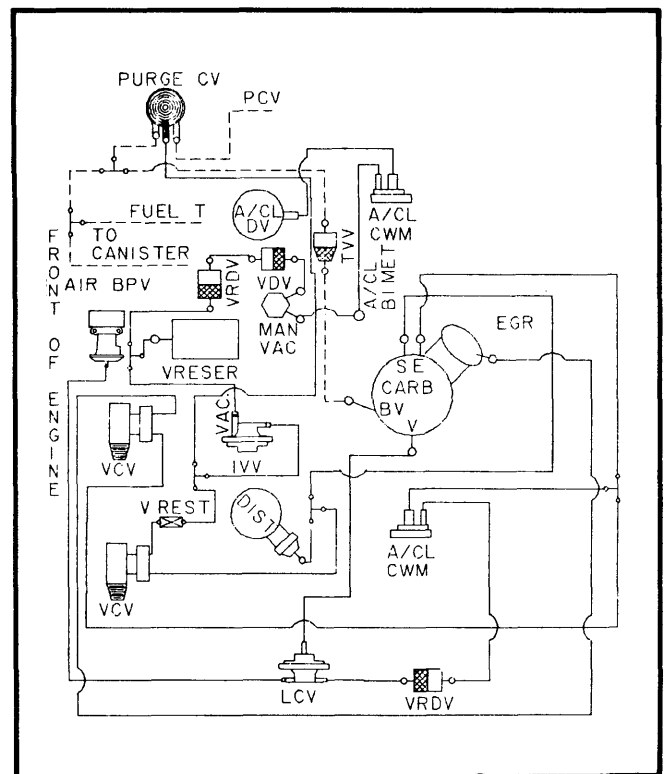 PURGE CV
PCV
FUEL T
TO
CANISTER
FRONT OF ENGINE
AIR BPV
A/CL
DV
VRDV
VDV
MAN
VAC
TVV
A/CL
CWM
A/CL BIMET
EGR
S E
CARB
BV
V
VRESER
VAC
IVV
VCV
V REST
DIST
A/CL
CWM
VCV
LCV
VRDV